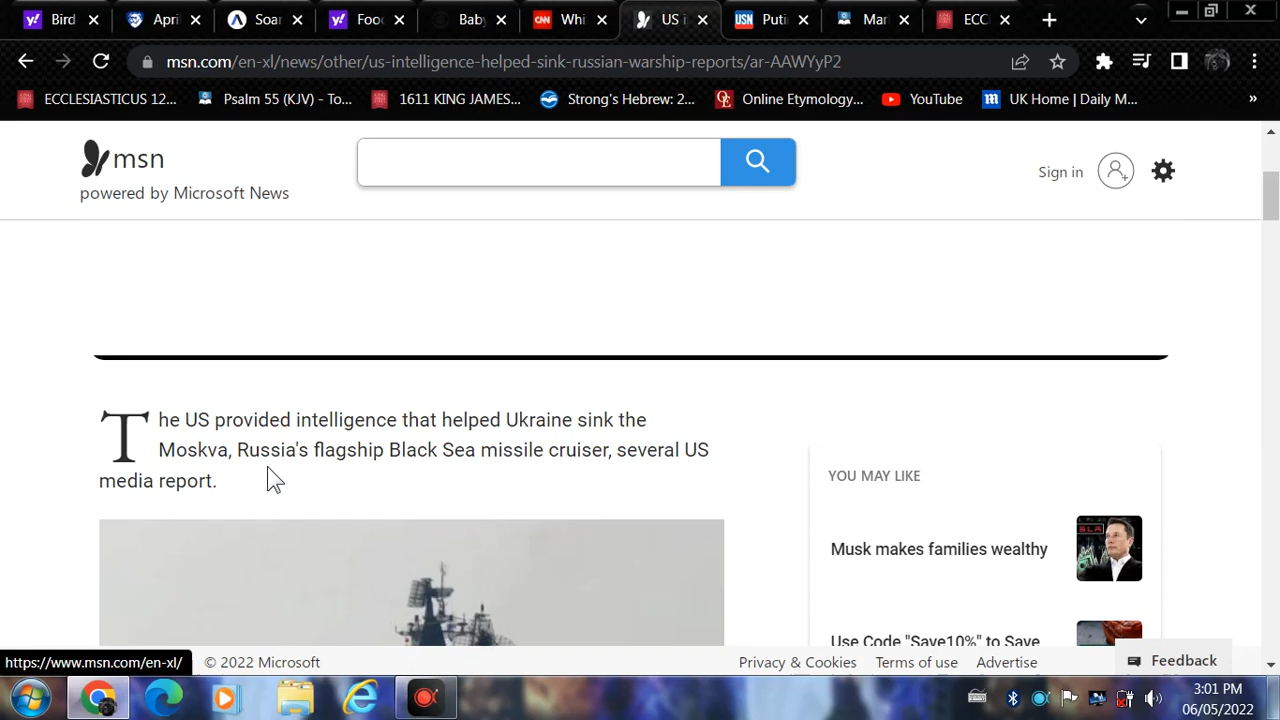 Bird
April
Soar
Food
Baby
CNN Whi
US i
USN Puti
Mar
ECC
msn.com/en-xl/news/other/us-intelligence-helped-sink-russian-warship-reports/ar-AAWYyP2
ECCLESIASTICUS 12... Psalm 55 (KJV) - To... 1611 KING JAMES... Strong's Hebrew: 2... Online Etymology... YouTube UK Home | Daily M... »
msn
powered by Microsoft News
Sign in
The US provided intelligence that helped Ukraine sink the
Moskva, Russia's flagship Black Sea missile cruiser, several US
media report.
YOU MAY LIKE
Musk makes families wealthy
Use Code "Save10%" to Save
https://www.msn.com/en-xl/ © 2022 Microsoft Privacy & Cookies Terms of use Advertise Feedback
3:01 PM
06/05/2022